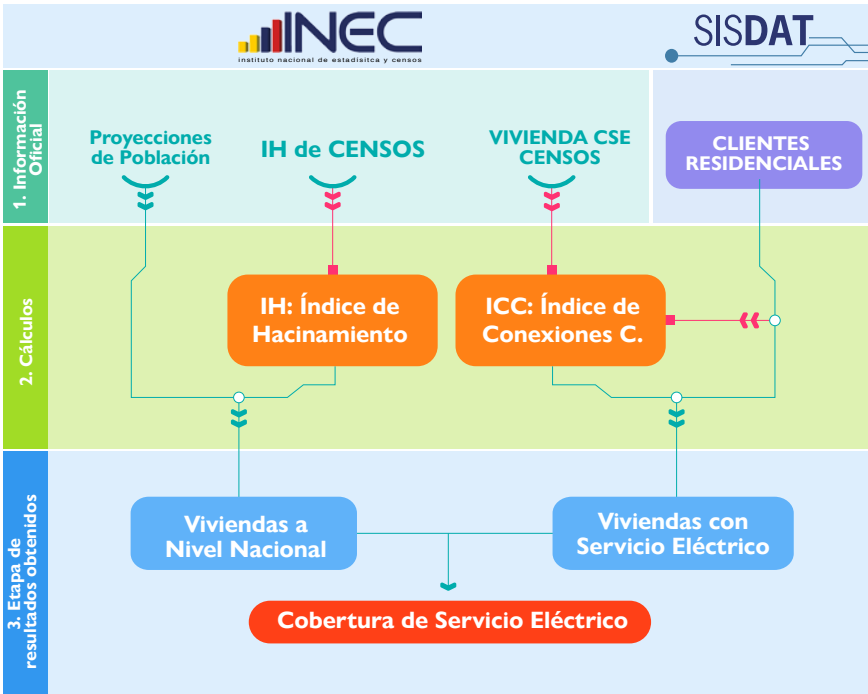 INEC
instituto nacional de estadísitca y censos
SISDAT
1. Información
Oficial
Proyecciones
de Población
IH de CENSOS
VIVIENDA CSE
CENSOS
CLIENTES
RESIDENCIALES
2. Cálculos
IH: Índice de
Hacinamiento
ICC: Índice de
Conexiones C.
3. Etapa de
resultados obtenidos
Viviendas a
Nivel Nacional
Viviendas con
Servicio Eléctrico
Cobertura de Servicio Eléctrico